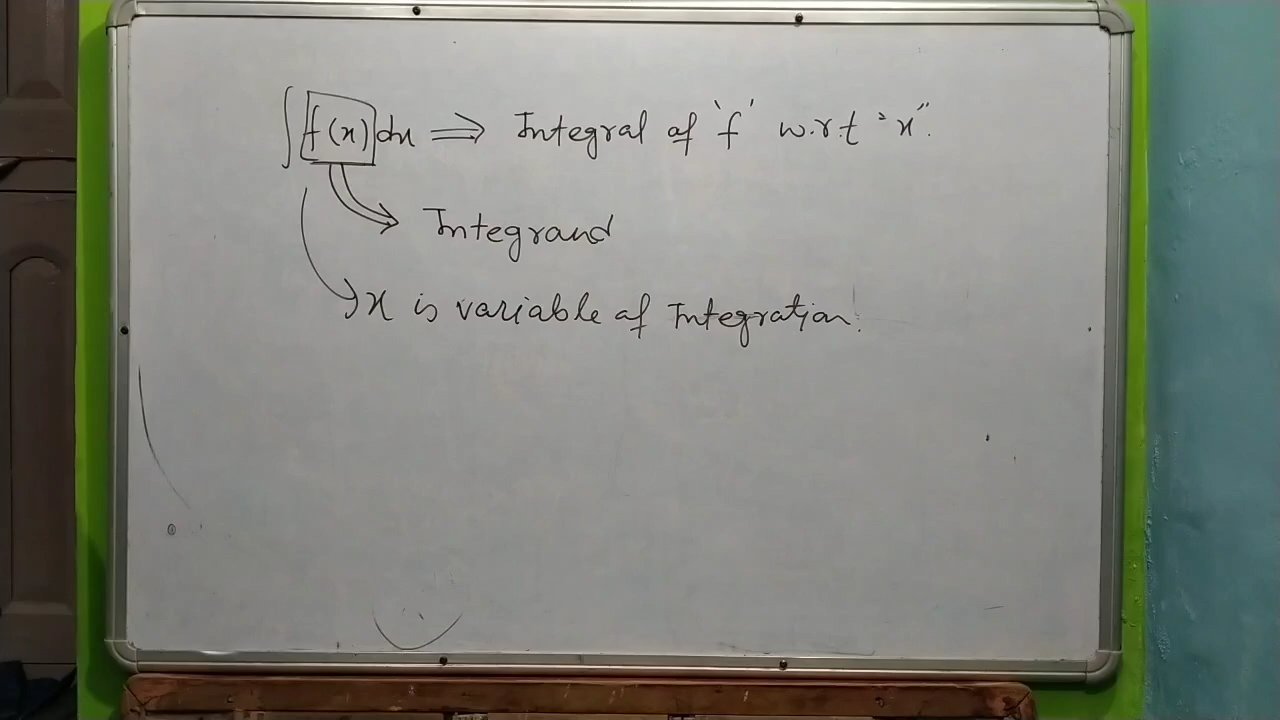 ∫ f(x) dx ⇒ Integral of 'f' w.r.t "x".
Integrand
x is variable of Integration.